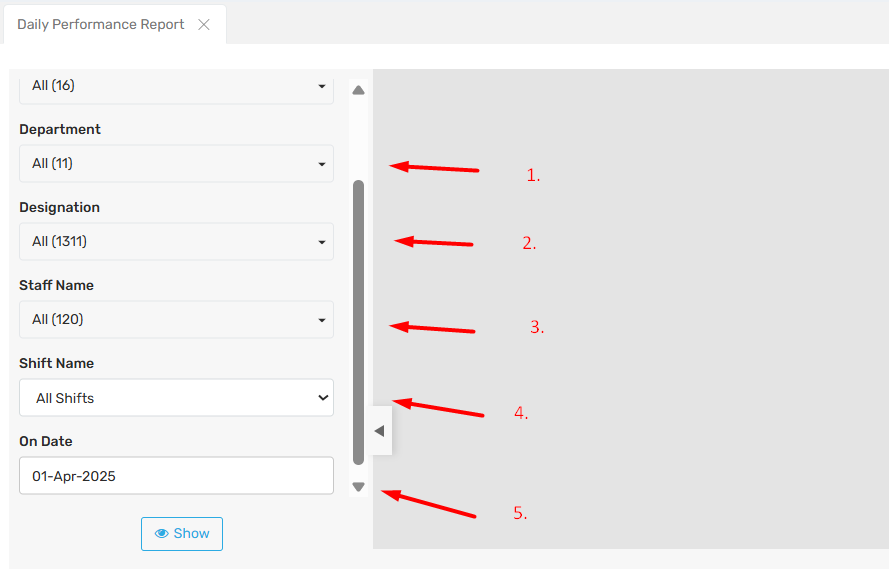 Daily Performance Report
All (16)
Department
All (11)
1.
Designation
All (1311)
2.
Staff Name
All (120)
3.
Shift Name
All Shifts
4.
On Date
01-Apr-2025
5.
Show